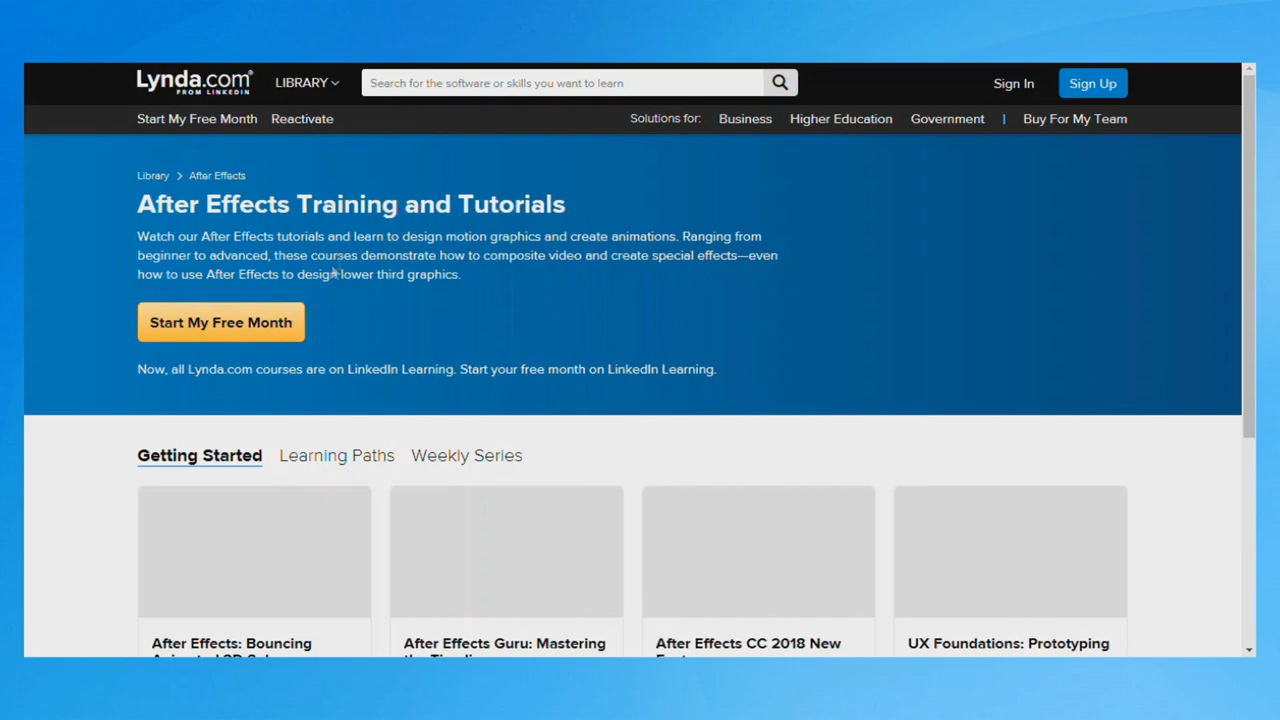 Lynda.com®
FROM LINKEDIN
LIBRARY
Search for the software or skills you want to learn
Sign In
Sign Up
Start My Free Month
Reactivate
Solutions for:
Business
Higher Education
Government
|
Buy For My Team
Library > After Effects
After Effects Training and Tutorials
Watch our After Effects tutorials and learn to design motion graphics and create animations. Ranging from
beginner to advanced, these courses demonstrate how to composite video and create special effects—even
how to use After Effects to design lower third graphics.
Start My Free Month
Now, all Lynda.com courses are on LinkedIn Learning. Start your free month on LinkedIn Learning.
Getting Started
Learning Paths
Weekly Series
After Effects: Bouncing
After Effects Guru: Mastering
After Effects CC 2018 New
UX Foundations: Prototyping